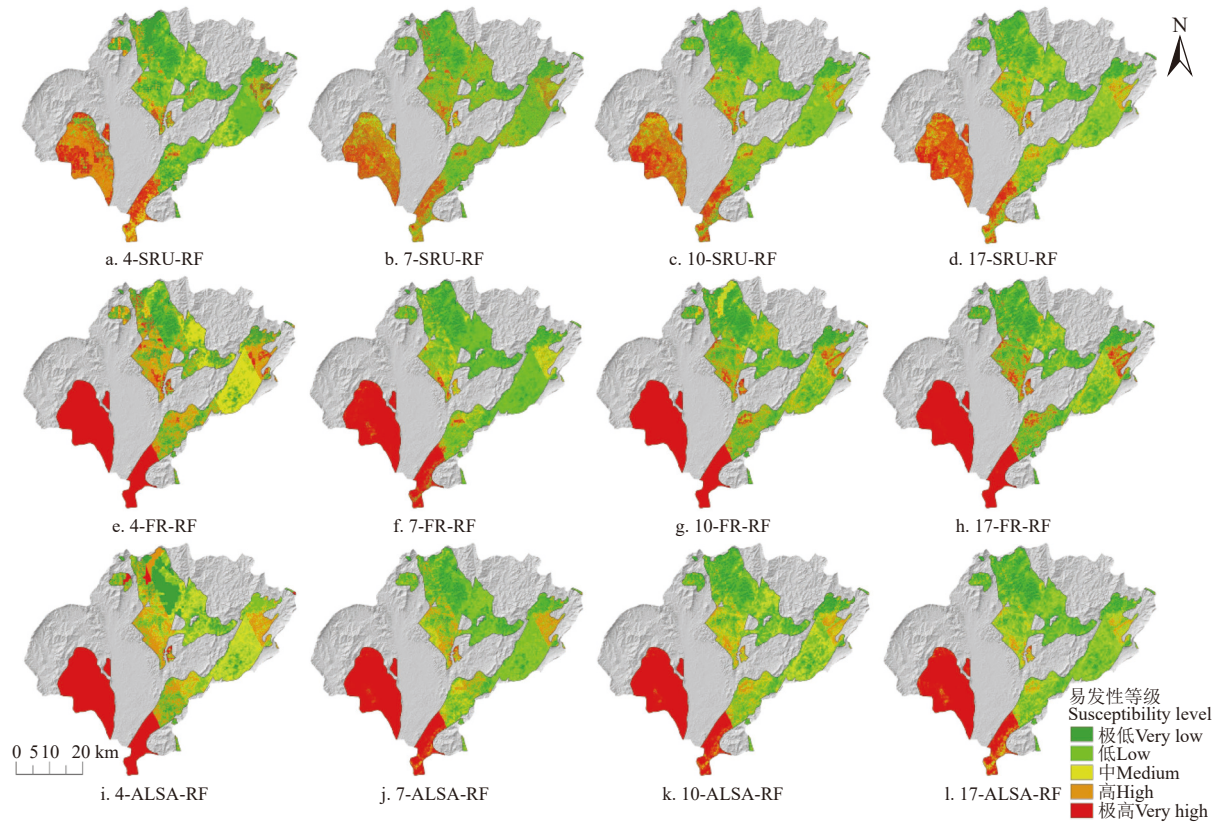 N
a. 4-SRU-RF
b. 7-SRU-RF
c. 10-SRU-RF
d. 17-SRU-RF
e. 4-FR-RF
f. 7-FR-RF
g. 10-FR-RF
h. 17-FR-RF
易发性等级
Susceptibility level
极低Very low
低Low
中Medium
高High
极高Very high
0 5 10 20 km
i. 4-ALSA-RF
j. 7-ALSA-RF
k. 10-ALSA-RF
l. 17-ALSA-RF